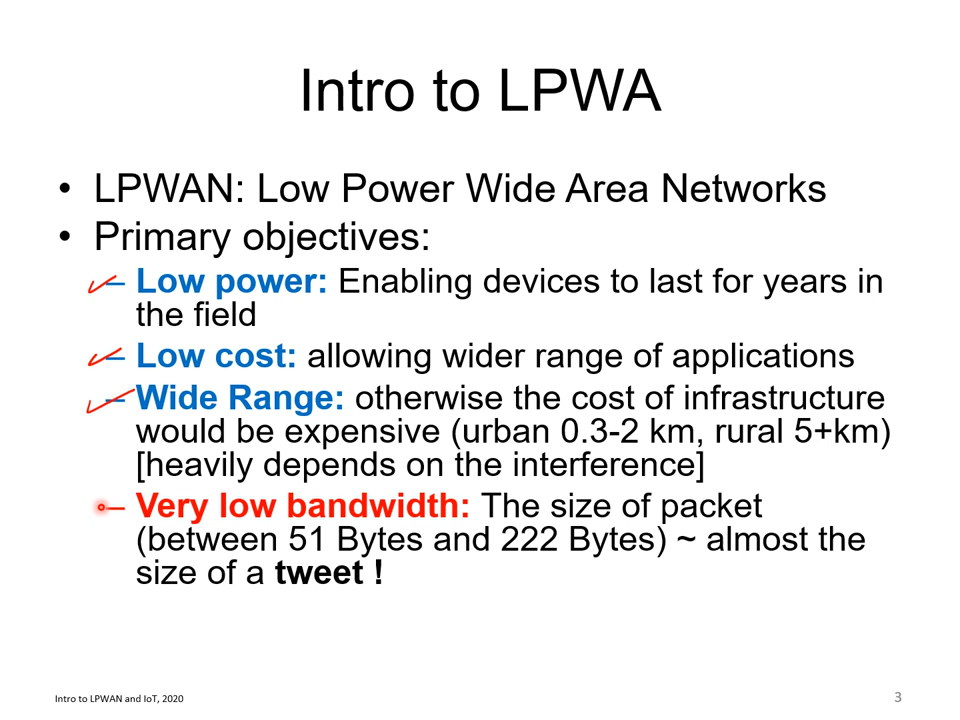 Intro to LPWA
• LPWAN: Low Power Wide Area Networks
• Primary objectives:
– Low power: Enabling devices to last for years in
the field
– Low cost: allowing wider range of applications
– Wide Range: otherwise the cost of infrastructure
would be expensive (urban 0.3-2 km, rural 5+km)
[heavily depends on the interference]
– Very low bandwidth: The size of packet
(between 51 Bytes and 222 Bytes) ~ almost the
size of a tweet !
Intro to LPWAN and IoT, 2020
3